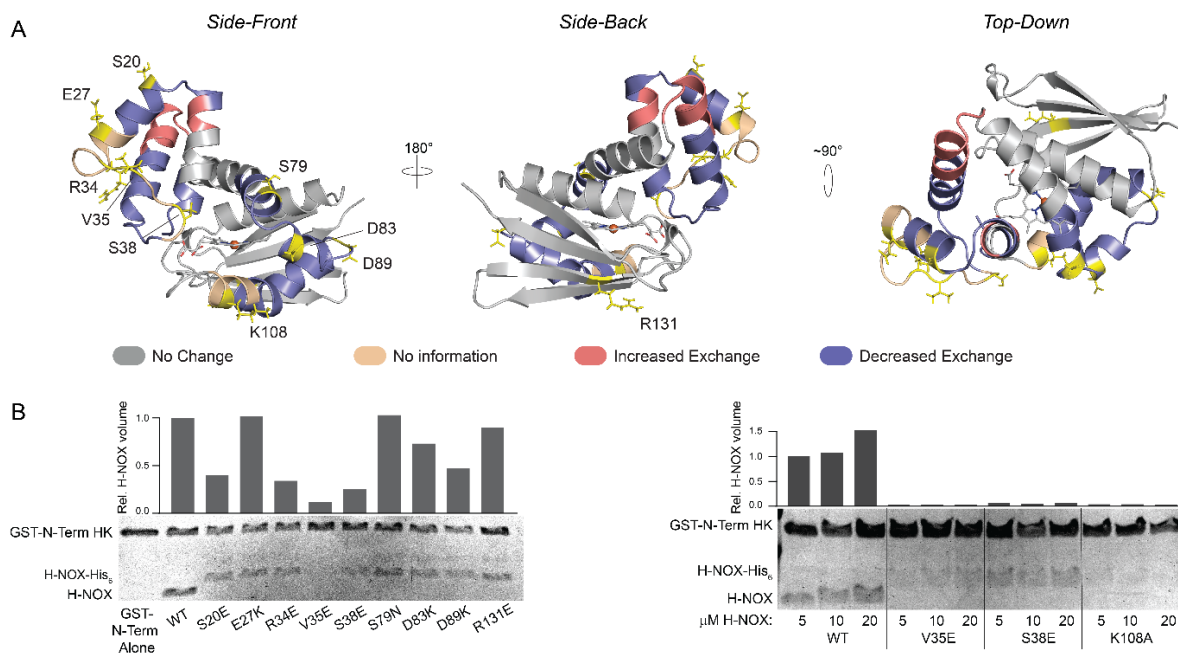 A
Side-Front
Side-Back
Top-Down
S20
E27
R34
V35
S38
S79
D83
D89
K108
180°
R131
~90°
No Change
No information
Increased Exchange
Decreased Exchange
B
Rel. H-NOX volume
1.0
0.5
0.0
GST-N-Term HK
H-NOX-His6
H-NOX
GST-
N-Term
Alone
WT
S20E
E27K
R34E
V35E
S38E
S79N
D83K
D89K
R131E
Rel. H-NOX volume
1.5
1.0
0.5
0.0
GST-N-Term HK
H-NOX-His6
H-NOX
μM H-NOX: 5 10 20 5 10 20 5 10 20 5 10 20
WT V35E S38E K108A